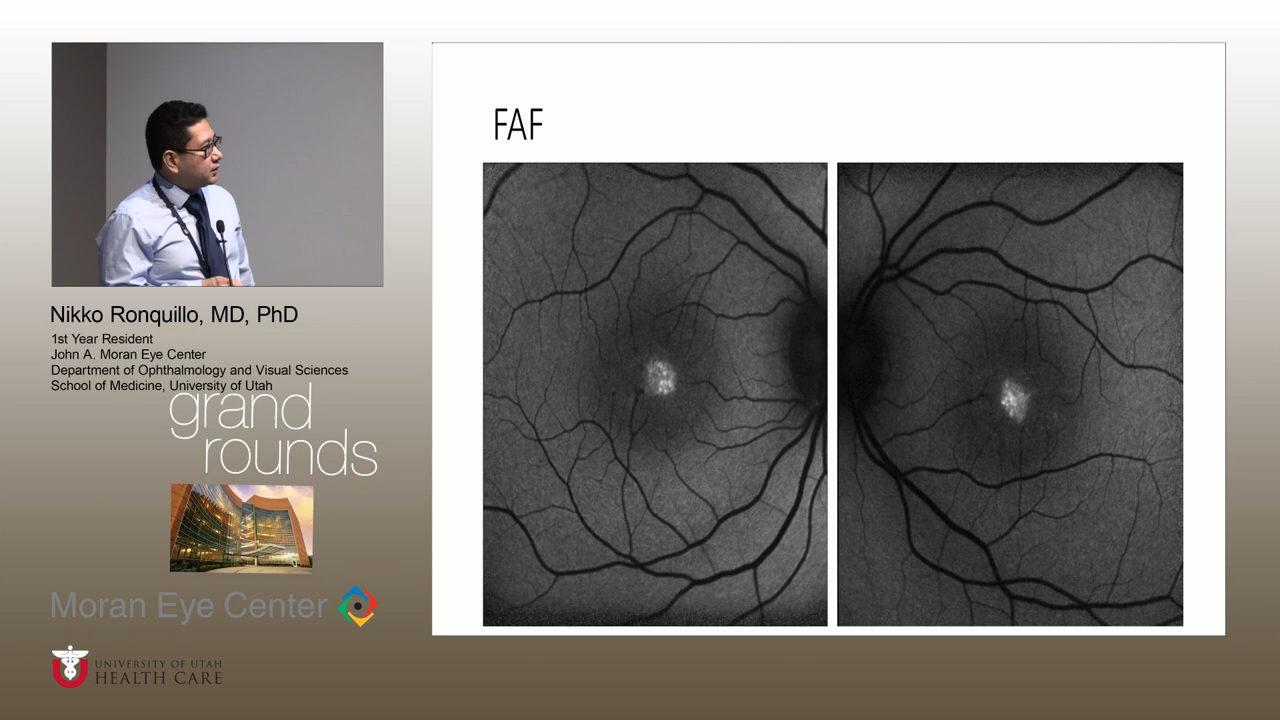 FAF
Nikko Ronquillo, MD, PhD
1st Year Resident
John A. Moran Eye Center
Department of Ophthalmology and Visual Sciences
School of Medicine, University of Utah
grand
rounds
Moran Eye Center
UNIVERSITY OF UTAH
HEALTH CARE